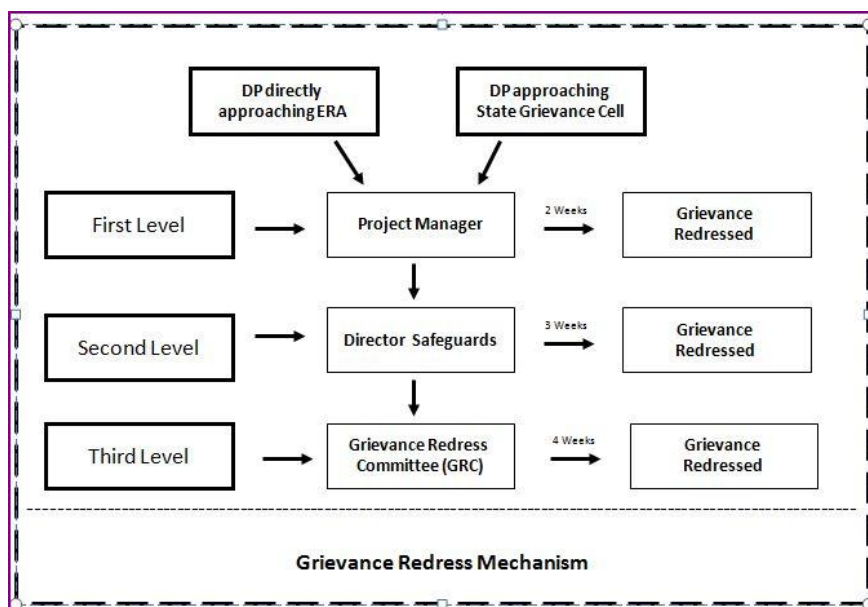 DP directly
approaching ERA
DP approaching
State Grievance Cell
First Level
Project Manager
2 Weeks
Grievance
Redressed
Second Level
Director Safeguards
3 Weeks
Grievance
Redressed
Third Level
Grievance Redress
Committee (GRC)
4 Weeks
Grievance
Redressed
Grievance Redress Mechanism